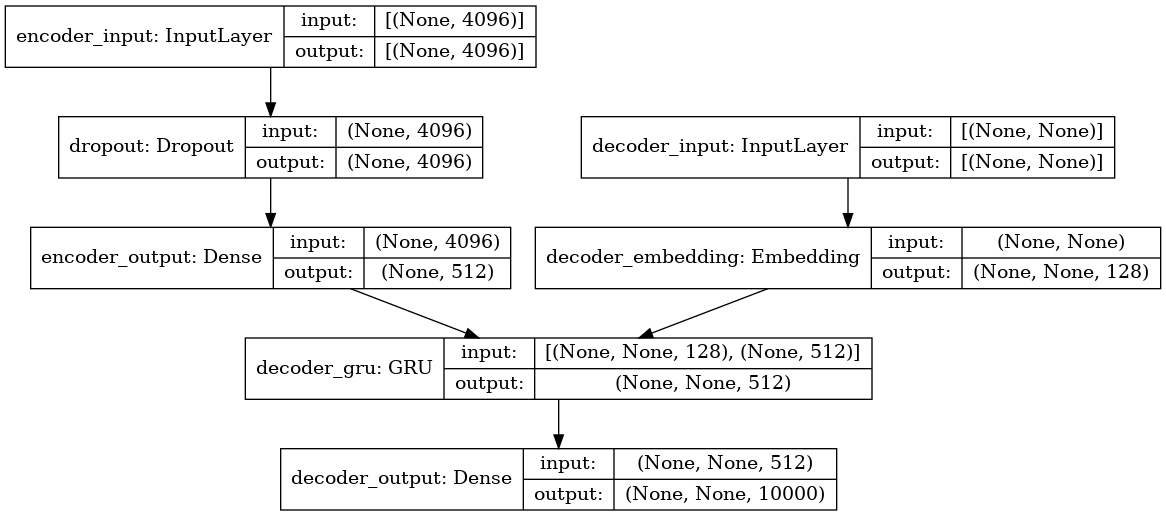 encoder_input: InputLayer
input: [(None, 4096)]
output: [(None, 4096)]
dropout: Dropout
input: (None, 4096)
output: (None, 4096)
decoder_input: InputLayer
input: [(None, None)]
output: [(None, None)]
encoder_output: Dense
input: (None, 4096)
output: (None, 512)
decoder_embedding: Embedding
input: (None, None)
output: (None, None, 128)
decoder_gru: GRU
input: [(None, None, 128), (None, 512)]
output: (None, None, 512)
decoder_output: Dense
input: (None, None, 512)
output: (None, None, 10000)